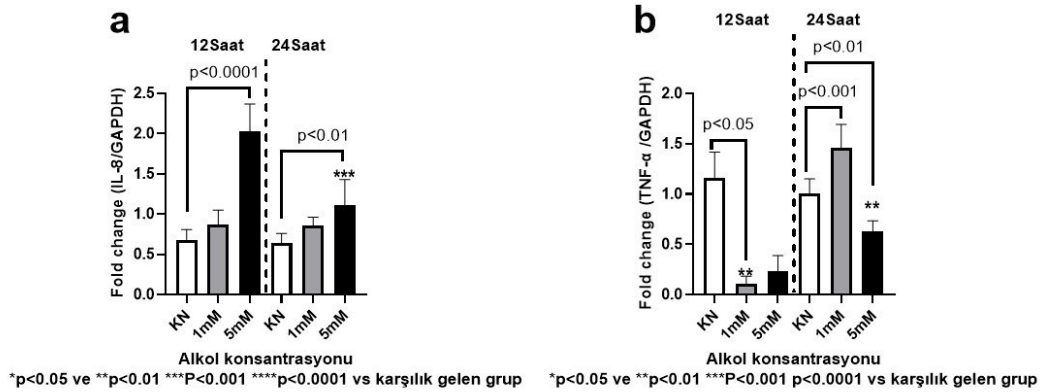 a
12Saat 24Saat
p<0.0001
p<0.01
***
Fold change (IL-8/GAPDH)
2.5
2.0
1.5
1.0
0.5
0.0
KN 1mM 5mM KN 1mM 5mM
Alkol konsantrasyonu
*p<0.05 ve **p<0.01 ***P<0.001 ****p<0.0001 vs karşılık gelen grup
b
12Saat 24Saat
p<0.01
p<0.001
p<0.05
**
**
Fold change (TNF-α /GAPDH)
2.0
1.5
1.0
0.5
0.0
KN 1mM 5mM KN 1mM 5mM
Alkol konsantrasyonu
*p<0.05 ve **p<0.01 ***P<0.001 p<0.0001 vs karşılık gelen grup